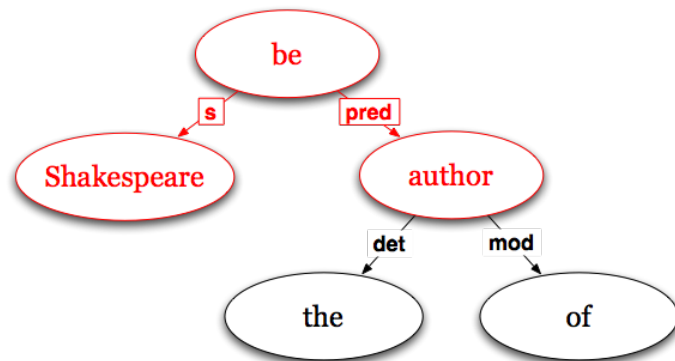 be
s pred
Shakespeare author
det mod
the of